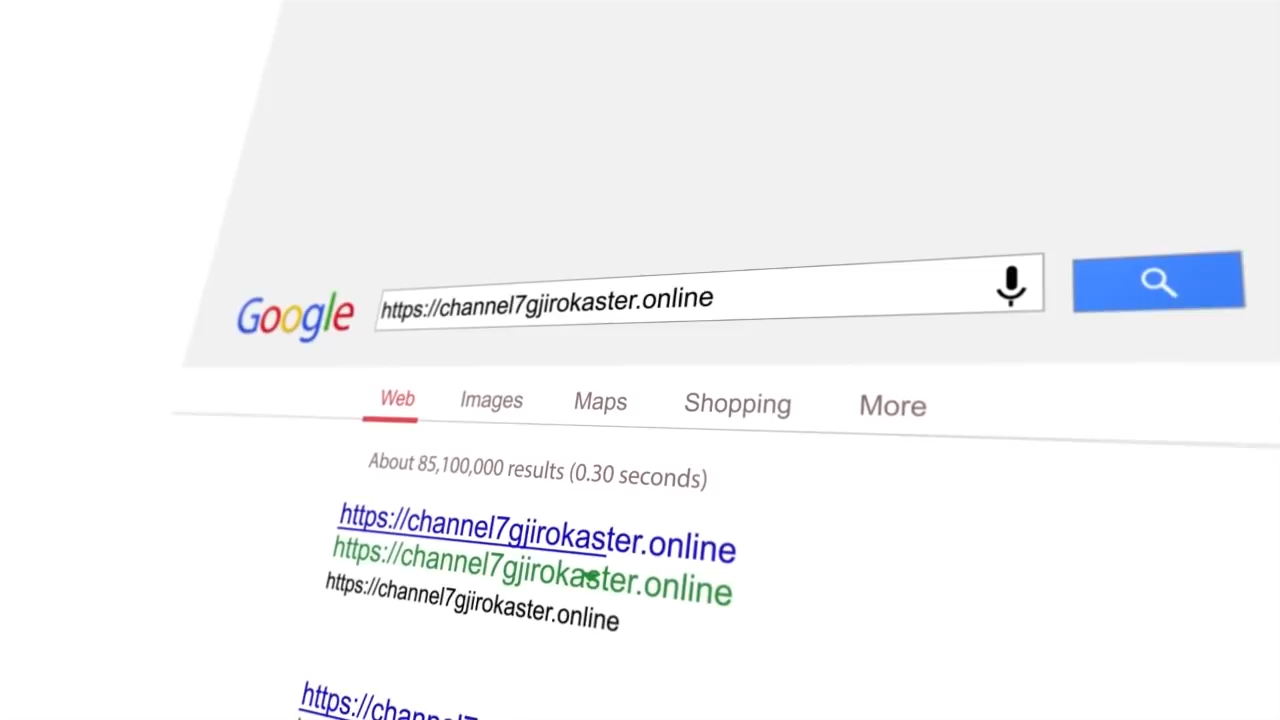 Google https://channel7gjirokaster.online
Web Images Maps Shopping More
About 85,100,000 results (0.30 seconds)
https://channel7gjirokaster.online
https://channel7gjirokaster.online
https://channel7gjirokaster.online